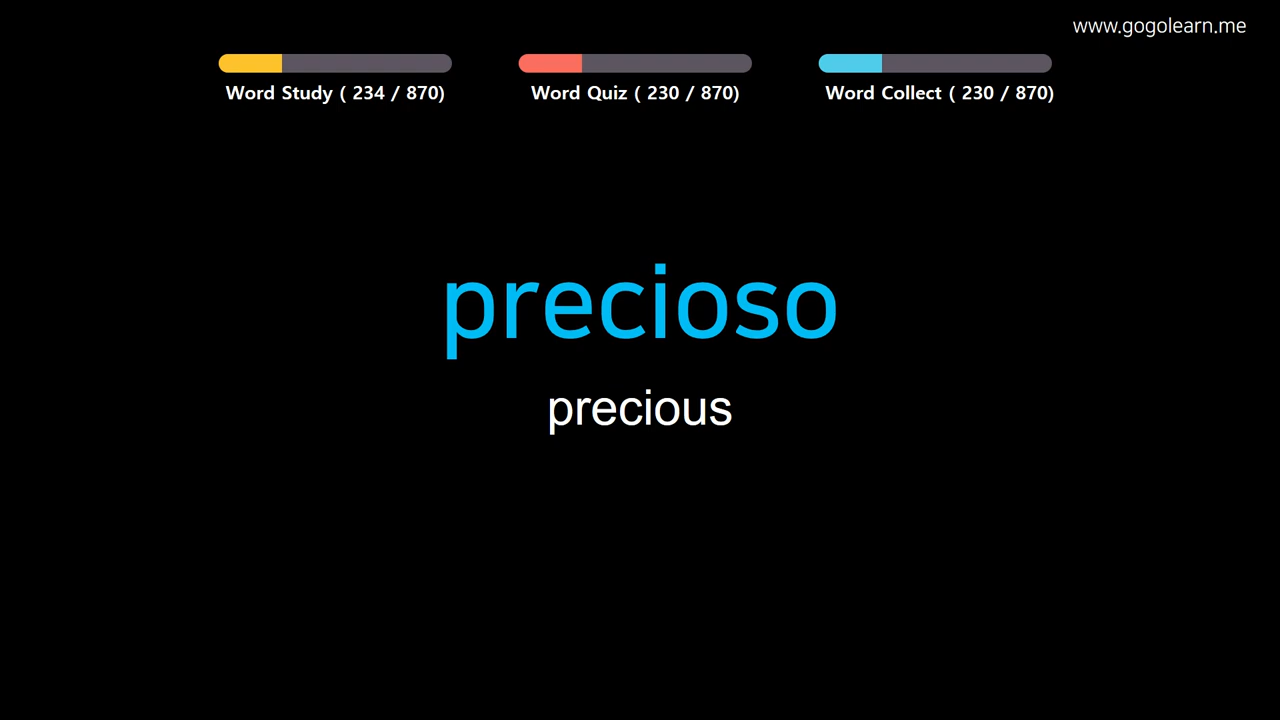 www.gogolearn.me
Word Study ( 234 / 870)
Word Quiz ( 230 / 870)
Word Collect ( 230 / 870)
precioso
precious